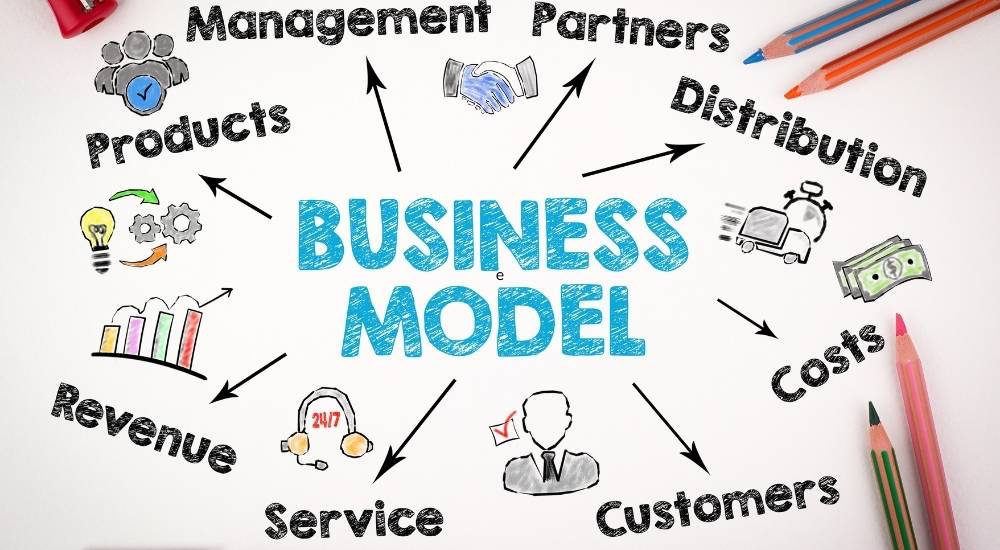 Management
Partners
Products
Distribution
BUSINESS
e
MODEL
Costs
Revenue
24/7
Service
Customers